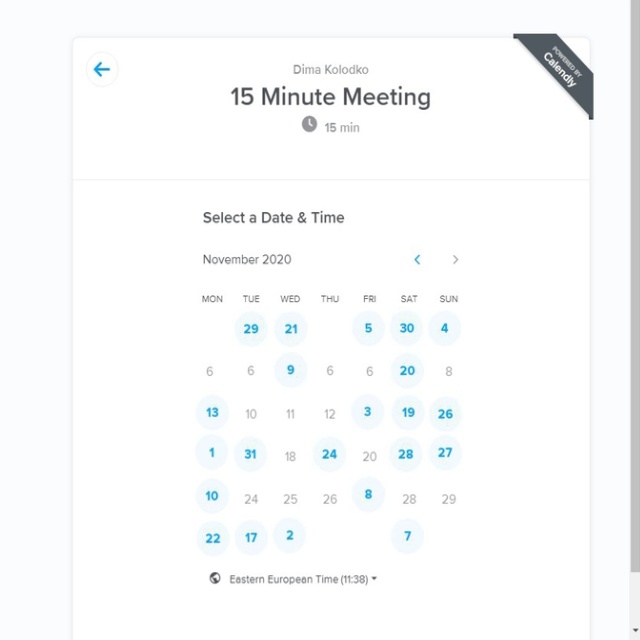 POWERED BY
Calendly
Dima Kolodko
15 Minute Meeting
15 min
Select a Date & Time
November 2020
MON TUE WED THU FRI SAT SUN
29 21 5 30 4
6 6 9 6 6 20 8
13 10 11 12 3 19 26
1 31 18 24 20 28 27
10 24 25 26 8 28 29
22 17 2 7
Eastern European Time (11:38)